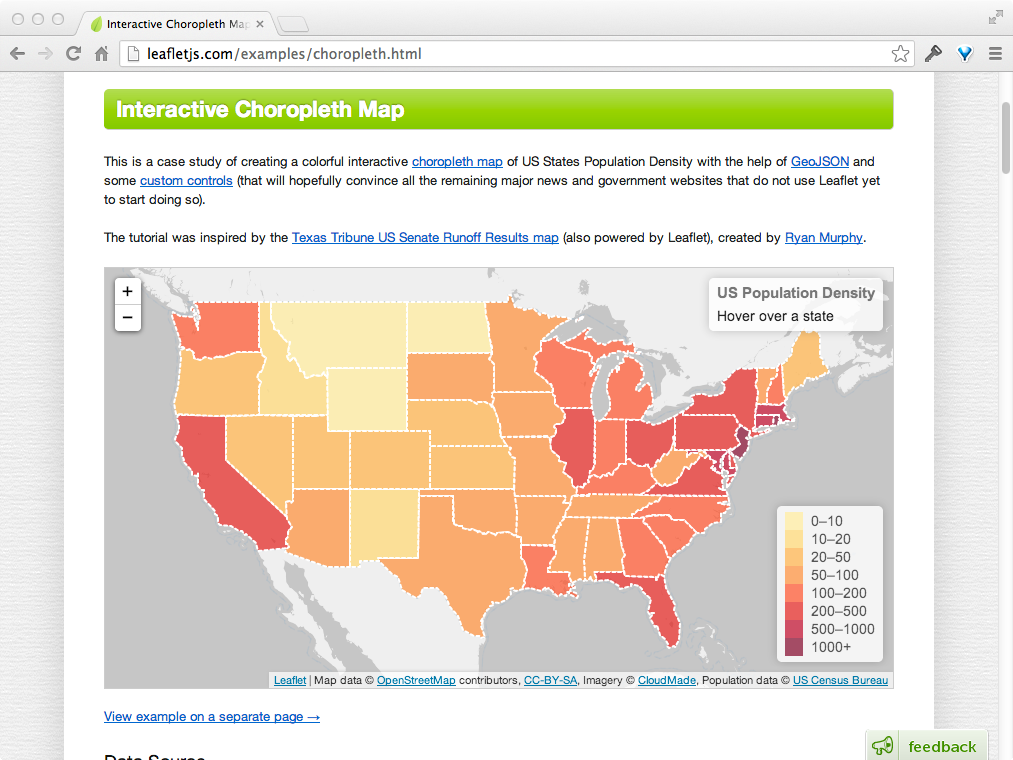 Interactive Choropleth Map
leafletjs.com/examples/choropleth.html
Interactive Choropleth Map
This is a case study of creating a colorful interactive choropleth map of US States Population Density with the help of GeoJSON and
some custom controls (that will hopefully convince all the remaining major news and government websites that do not use Leaflet yet
to start doing so).
The tutorial was inspired by the Texas Tribune US Senate Runoff Results map (also powered by Leaflet), created by Ryan Murphy.
+
−
US Population Density
Hover over a state
0–10
10–20
20–50
50–100
100–200
200–500
500–1000
1000+
Leaflet | Map data © OpenStreetMap contributors, CC-BY-SA, Imagery © CloudMade, Population data © US Census Bureau
View example on a separate page →
Data Source
feedback